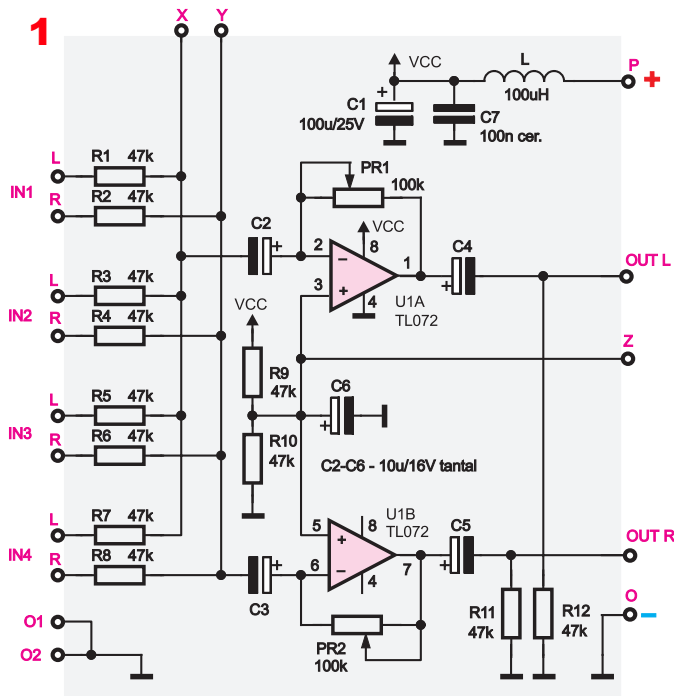 1
X Y
VCC
L
P +
C1
100u/25V
+
100uH
C7
100n cer.
L
R1 47k
IN1
R
R2 47k
PR1
100k
C2
+
2
−
VCC
8
1
C4
+
OUT L
3
+
4
U1A
TL072
L
R3 47k
IN2
R
R4 47k
VCC
Z
R9
47k
C6
+
L
R5 47k
IN3
R
R6 47k
R10
47k
C2-C6 - 10u/16V tantal
L
R7 47k
IN4
R
R8 47k
U1B
TL072
5
+
8
C5
+
OUT R
6
−
4
7
C3
+
O −
O1
O2
PR2
100k
R11
47k
R12
47k